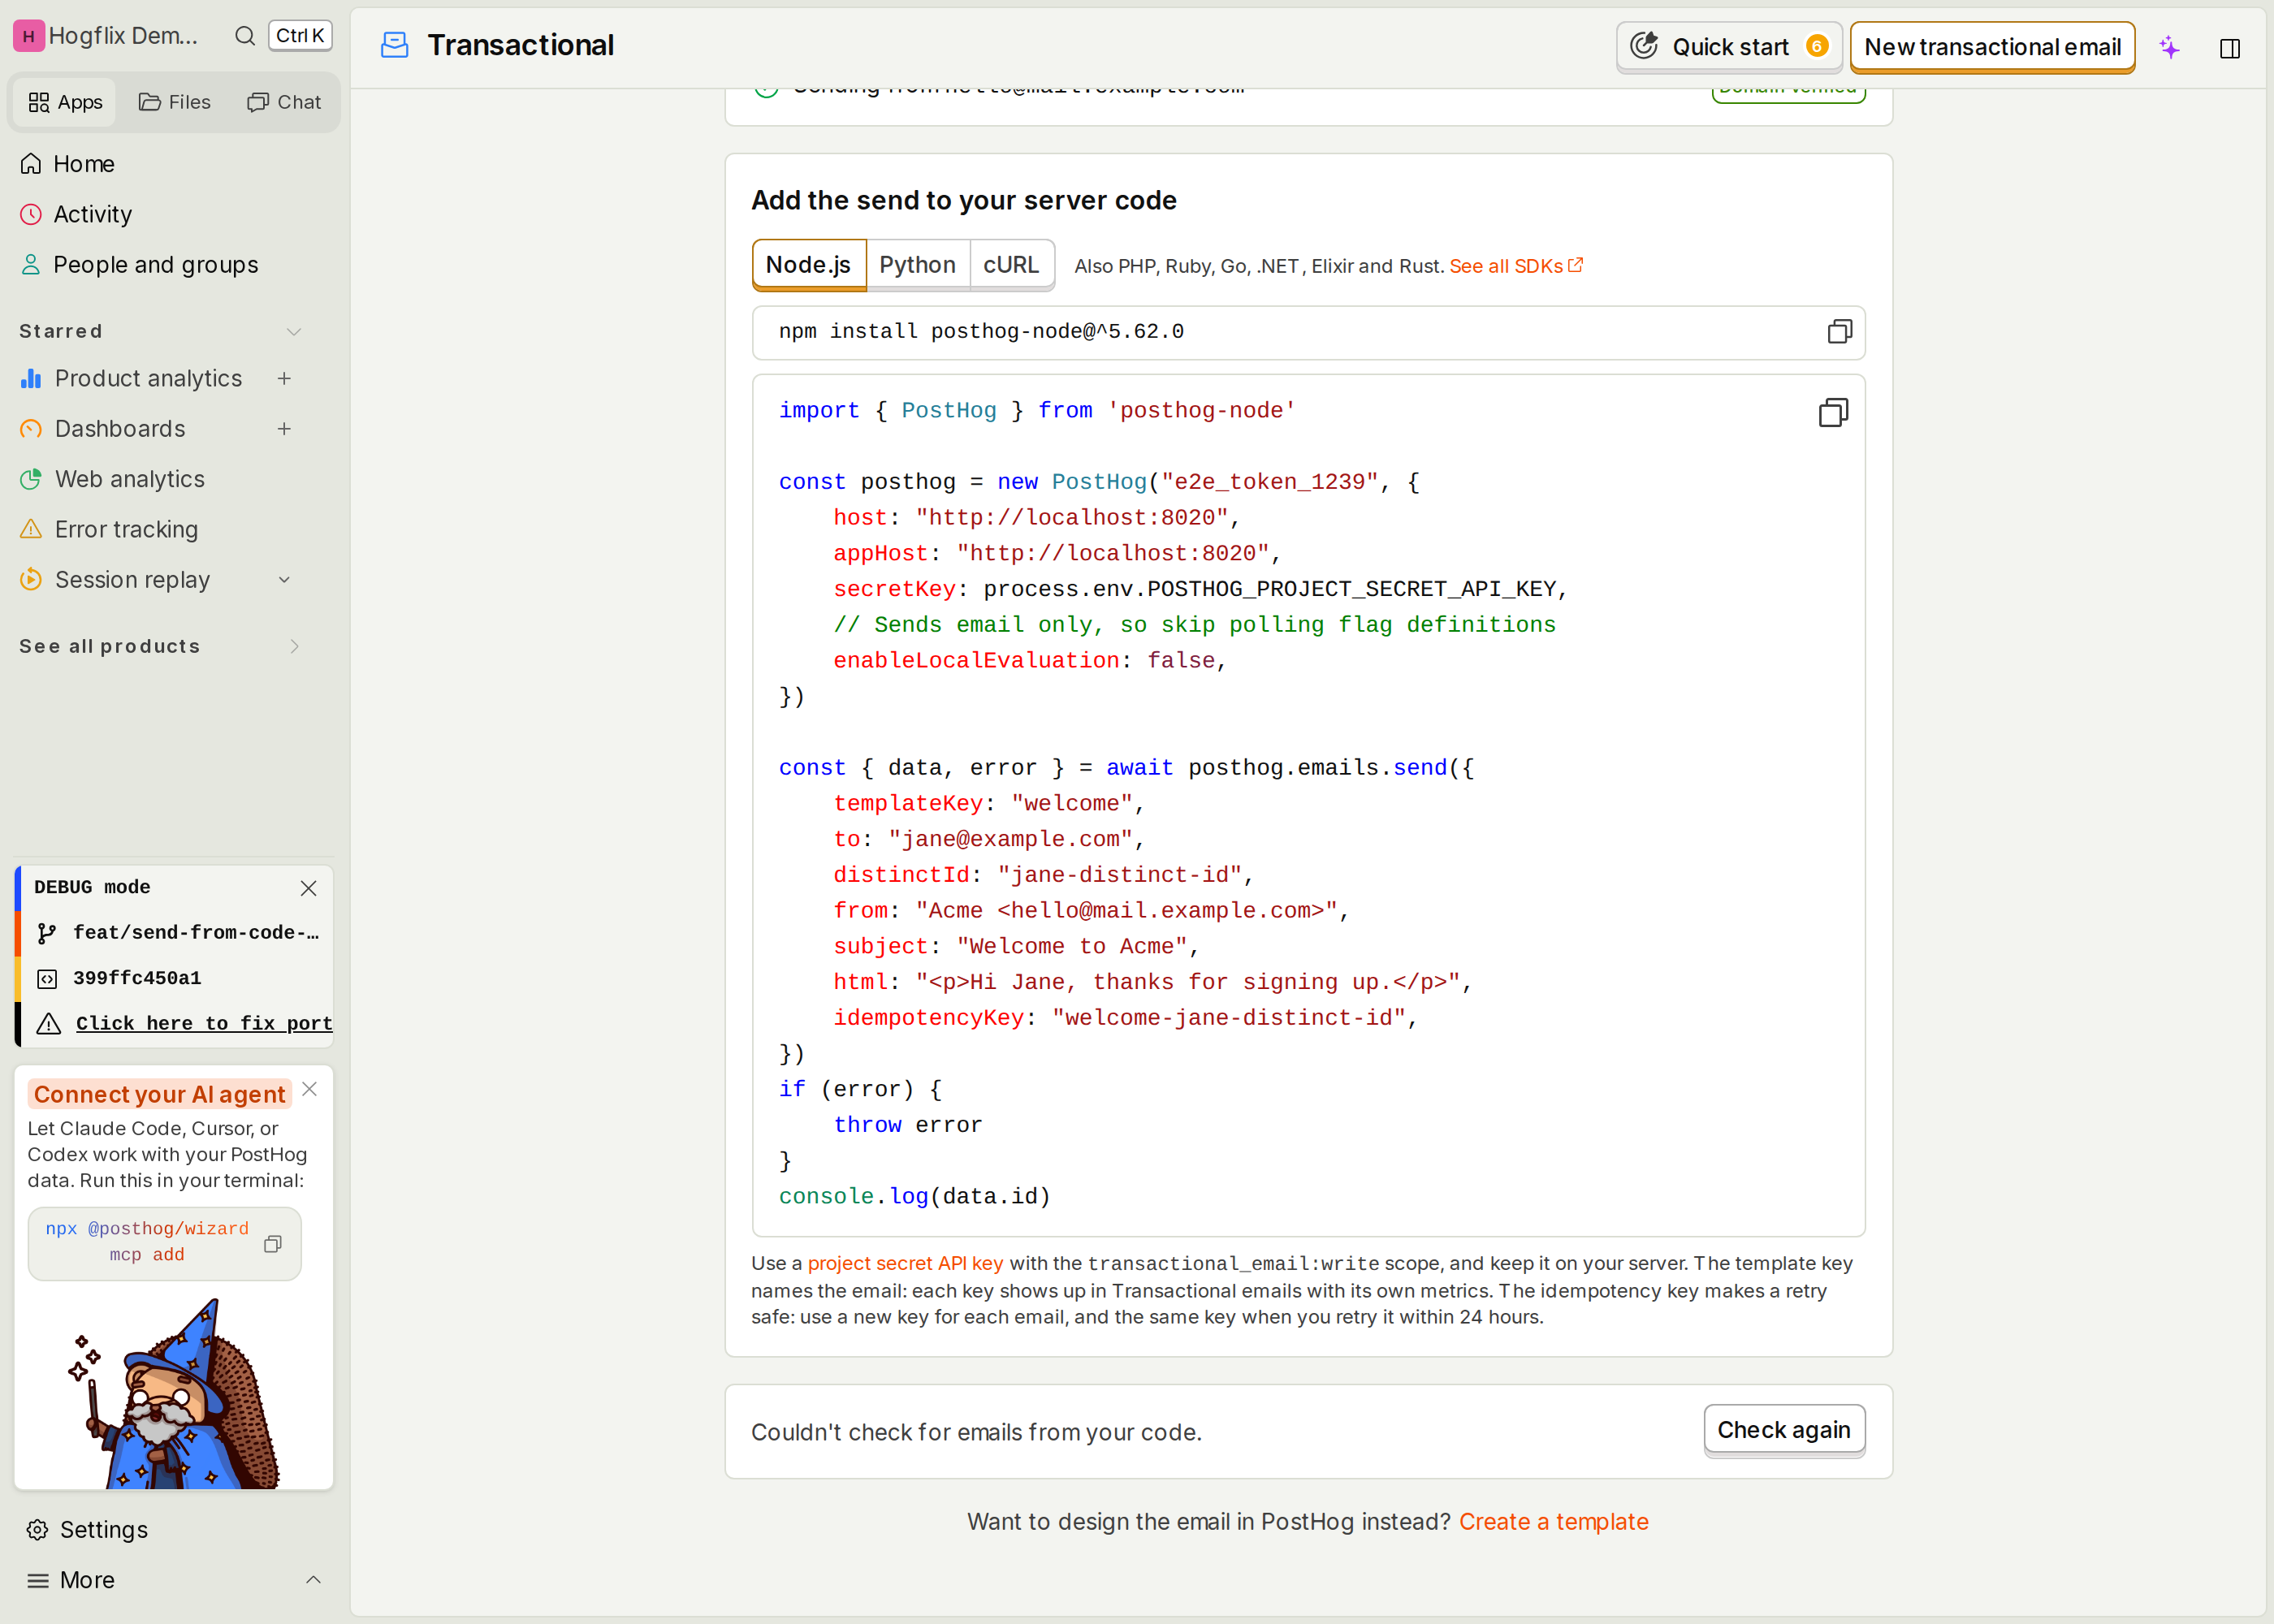 H Hogflix Dem... Ctrl K
Apps Files Chat
Home
Activity
People and groups
Starred
Product analytics
Dashboards
Web analytics
Error tracking
Session replay
See all products
DEBUG mode
feat/send-from-code-…
399ffc450a1
Click here to fix port
Connect your AI agent
Let Claude Code, Cursor, or
Codex work with your PostHog
data. Run this in your terminal:
npx @posthog/wizard
mcp add
Settings
More
Transactional
Quick start 6
New transactional email
Sending from hello@mail.example.com
Domain verified
Add the send to your server code
Node.js Python cURL Also PHP, Ruby, Go, .NET, Elixir and Rust. See all SDKs
npm install posthog-node@^5.62.0
import { PostHog } from 'posthog-node'
const posthog = new PostHog("e2e_token_1239", {
host: "http://localhost:8020",
appHost: "http://localhost:8020",
secretKey: process.env.POSTHOG_PROJECT_SECRET_API_KEY,
// Sends email only, so skip polling flag definitions
enableLocalEvaluation: false,
})
const { data, error } = await posthog.emails.send({
templateKey: "welcome",
to: "jane@example.com",
distinctId: "jane-distinct-id",
from: "Acme <hello@mail.example.com>",
subject: "Welcome to Acme",
html: "<p>Hi Jane, thanks for signing up.</p>",
idempotencyKey: "welcome-jane-distinct-id",
})
if (error) {
throw error
}
console.log(data.id)
Use a project secret API key with the transactional_email:write scope, and keep it on your server. The template key
names the email: each key shows up in Transactional emails with its own metrics. The idempotency key makes a retry
safe: use a new key for each email, and the same key when you retry it within 24 hours.
Couldn't check for emails from your code.
Check again
Want to design the email in PostHog instead? Create a template